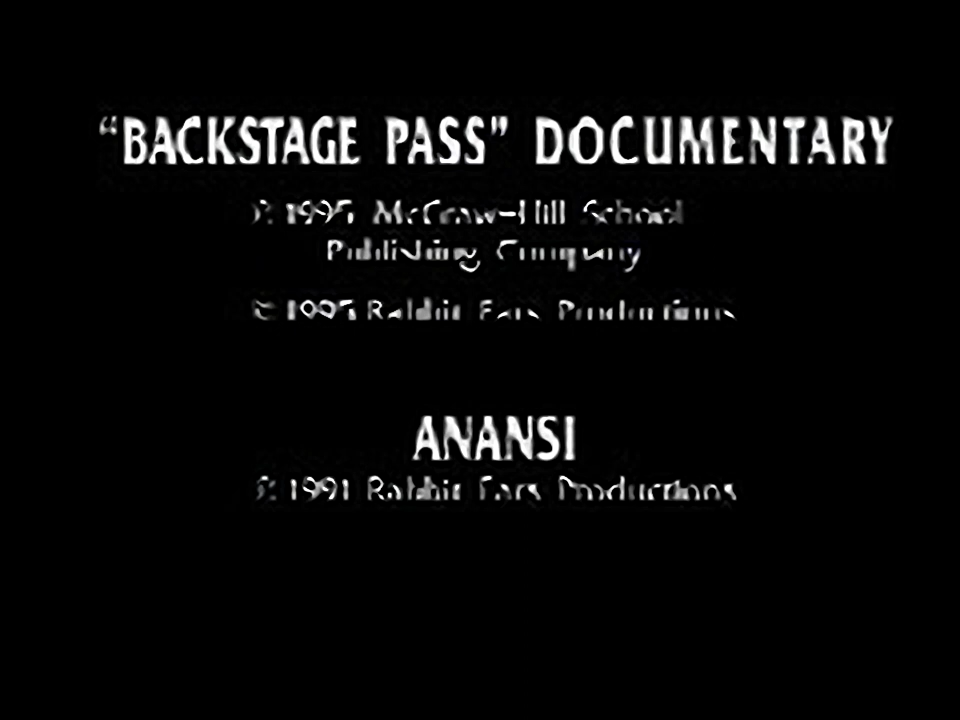 “BACKSTAGE PASS” DOCUMENTARY
© 1995 McGraw-Hill School
Publishing Company
© 1995 Rabbit Ears Productions
ANANSI
© 1991 Rabbit Ears Productions